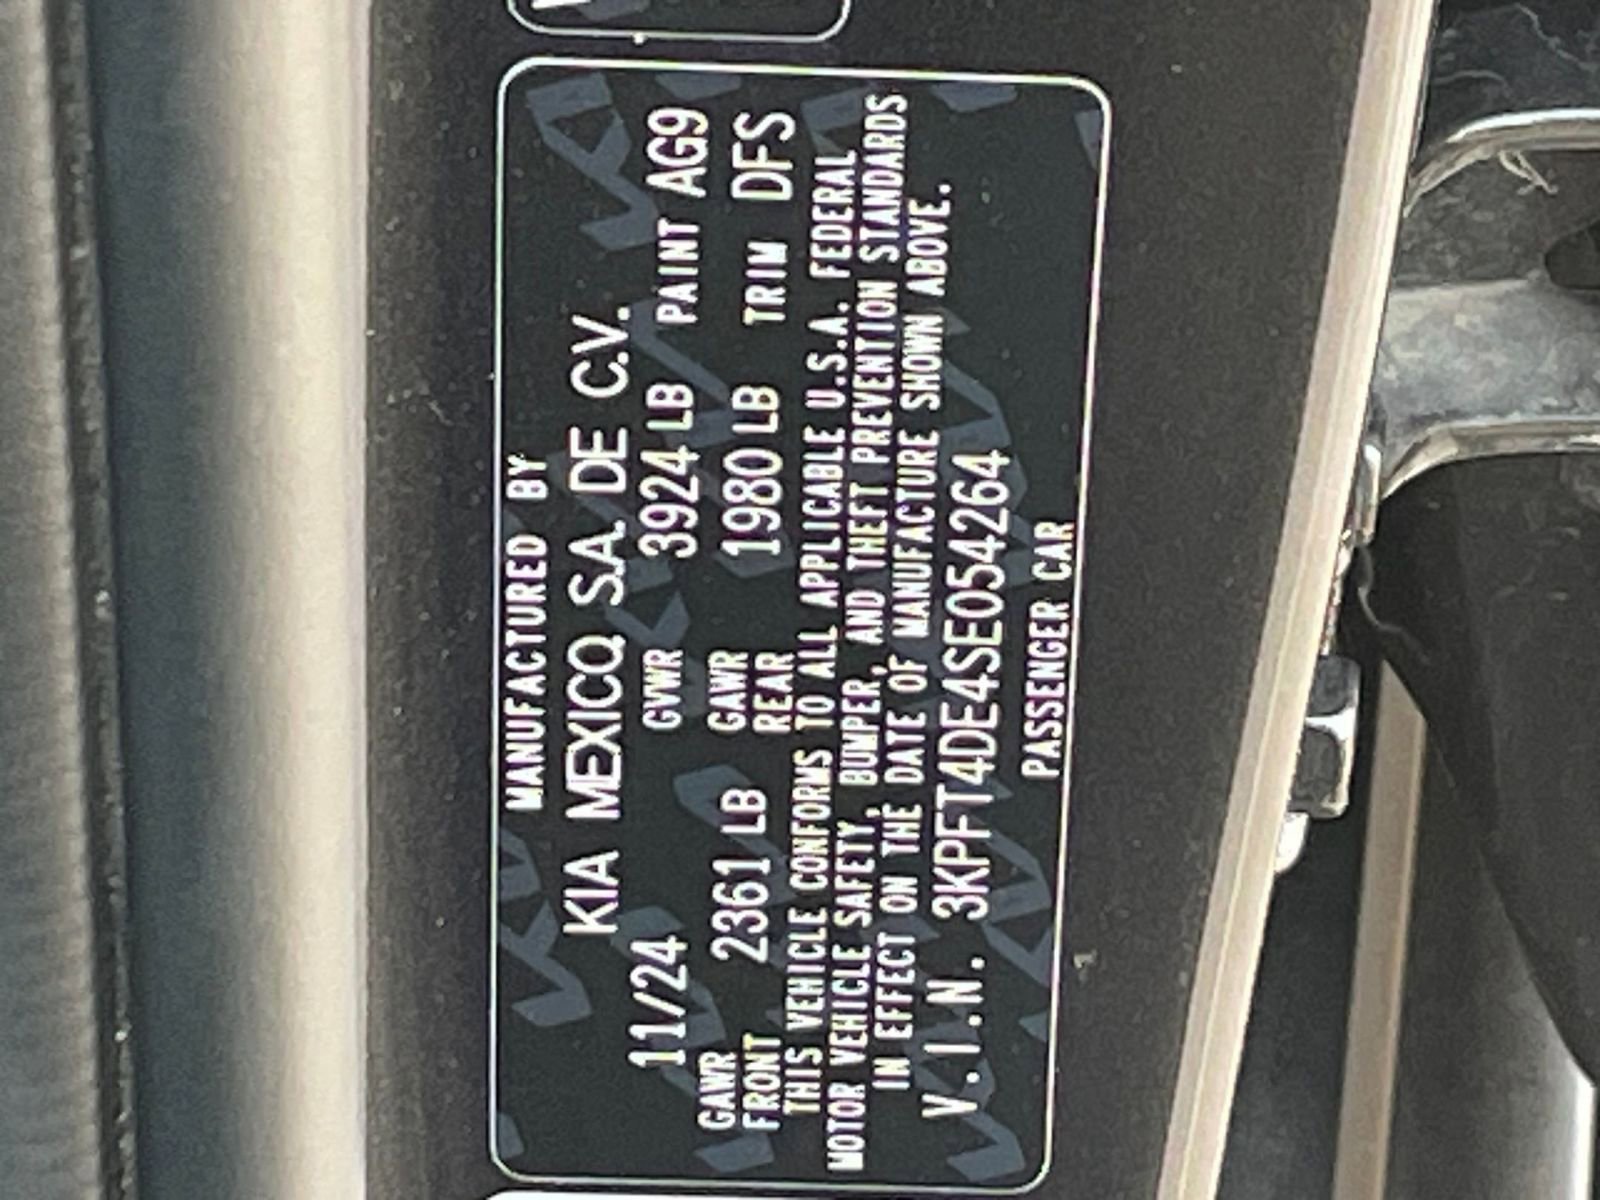 MANUFACTURED BY
KIA MEXICO, S.A. DE C.V.
11/24 GVWR 3924 LB PAINT AG9
GAWR FRONT 2361 LB GAWR REAR 1980 LB TRIM DFS
THIS VEHICLE CONFORMS TO ALL APPLICABLE U.S.A. FEDERAL
MOTOR VEHICLE SAFETY, BUMPER, AND THEFT PREVENTION STANDARDS
IN EFFECT ON THE DATE OF MANUFACTURE SHOWN ABOVE.
V.I.N. 3KPFT4DE4SE054264
PASSENGER CAR